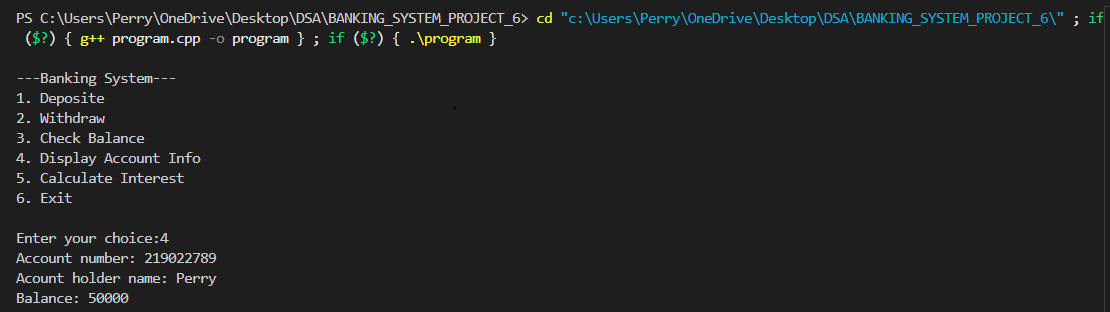 PS C:\Users\Perry\OneDrive\Desktop\DSA\BANKING_SYSTEM_PROJECT_6> cd "c:\Users\Perry\OneDrive\Desktop\DSA\BANKING_SYSTEM_PROJECT_6\" ; if
($?) { g++ program.cpp -o program } ; if ($?) { .\program }
---Banking System---
1. Deposite
2. Withdraw
3. Check Balance
4. Display Account Info
5. Calculate Interest
6. Exit
Enter your choice:4
Account number: 219022789
Acount holder name: Perry
Balance: 50000